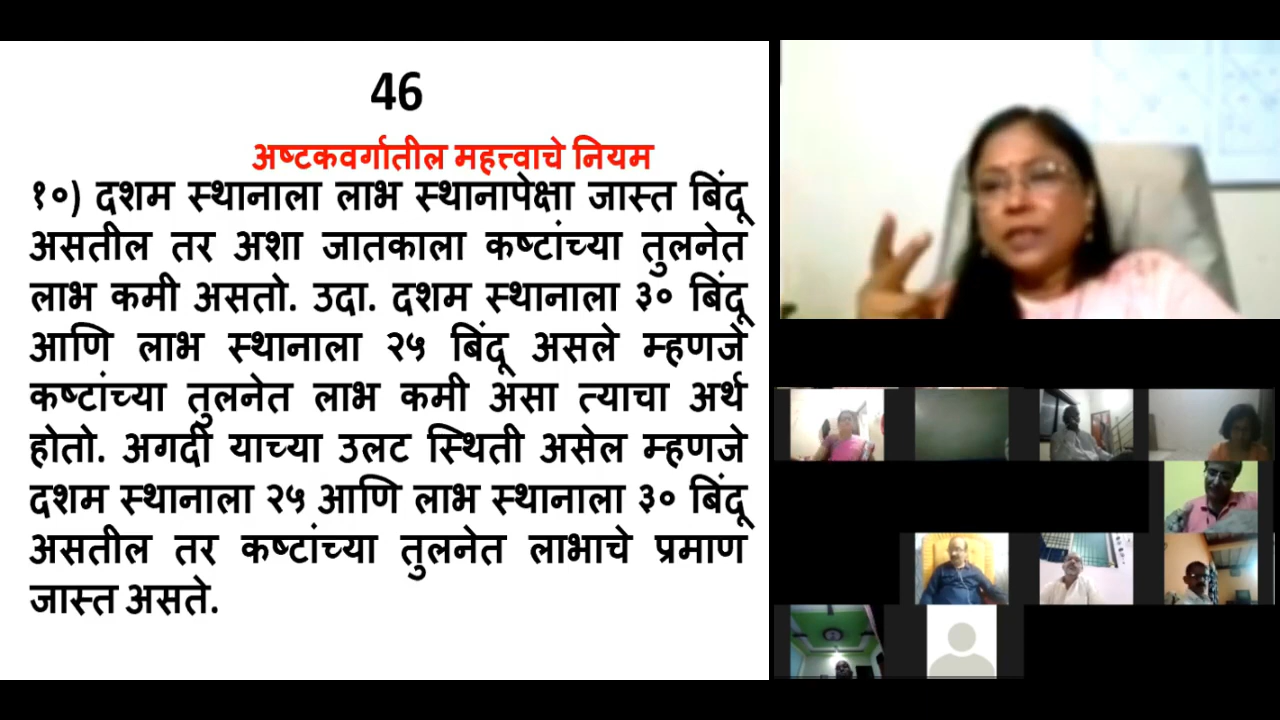 46
अष्टकवर्गातील महत्त्वाचे नियम
१०) दशम स्थानाला लाभ स्थानापेक्षा जास्त बिंदू
असतील तर अशा जातकाला कष्टांच्या तुलनेत
लाभ कमी असतो. उदा. दशम स्थानाला ३० बिंदू
आणि लाभ स्थानाला २५ बिंदू असले म्हणजे
कष्टांच्या तुलनेत लाभ कमी असा त्याचा अर्थ
होतो. अगदी याच्या उलट स्थिती असेल म्हणजे
दशम स्थानाला २५ आणि लाभ स्थानाला ३० बिंदू
असतील तर कष्टांच्या तुलनेत लाभाचे प्रमाण
जास्त असते.